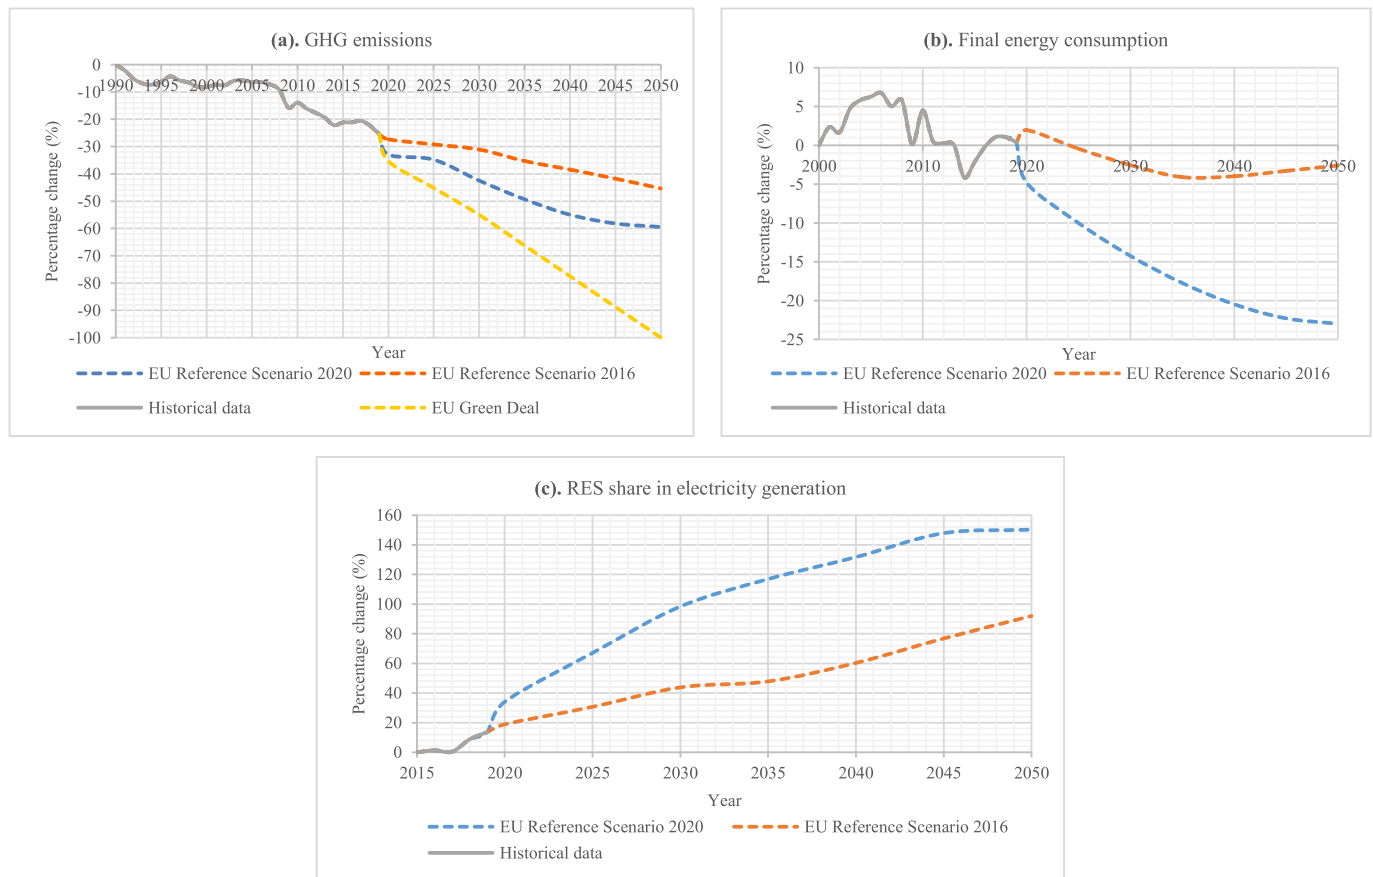 (a). GHG emissions
0
1990 1995 2000 2005 2010 2015 2020 2025 2030 2035 2040 2045 2050
-10
-20
-30
-40
-50
-60
-70
-80
-90
-100
Percentage change (%)
Year
EU Reference Scenario 2020 EU Reference Scenario 2016
Historical data EU Green Deal
(b). Final energy consumption
10
5
0
2000 2010 2020 2030 2040 2050
-5
-10
-15
-20
-25
Percentage change (%)
Year
EU Reference Scenario 2020 EU Reference Scenario 2016
Historical data
(c). RES share in electricity generation
160
140
120
100
80
60
40
20
0
Percentage change (%)
2015 2020 2025 2030 2035 2040 2045 2050
Year
EU Reference Scenario 2020 EU Reference Scenario 2016
Historical data